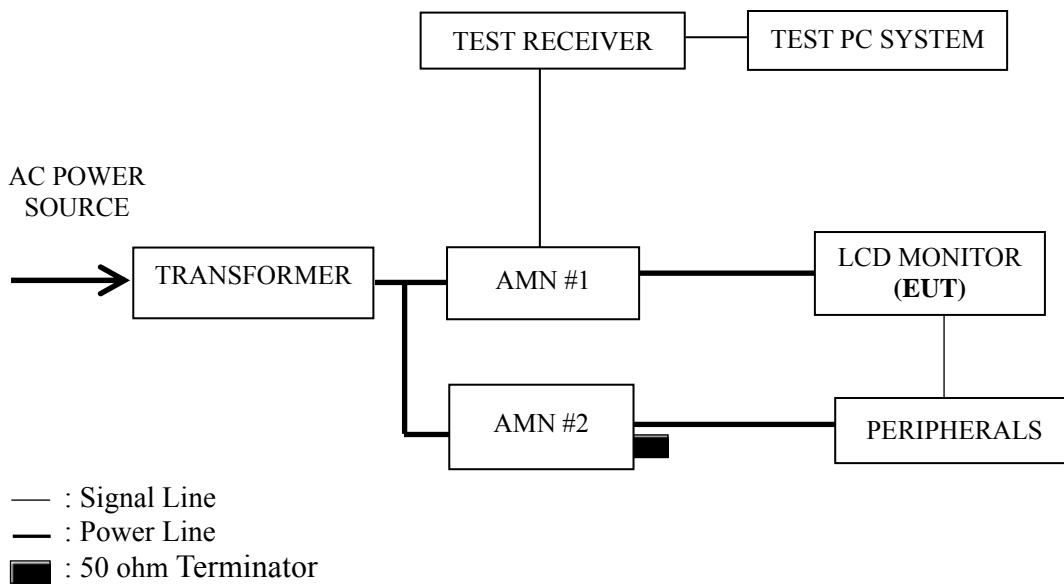 TEST RECEIVER
TEST PC SYSTEM
AC POWER
SOURCE
TRANSFORMER
AMN #1
LCD MONITOR
(EUT)
AMN #2
PERIPHERALS
: Signal Line
: Power Line
: 50 ohm Terminator